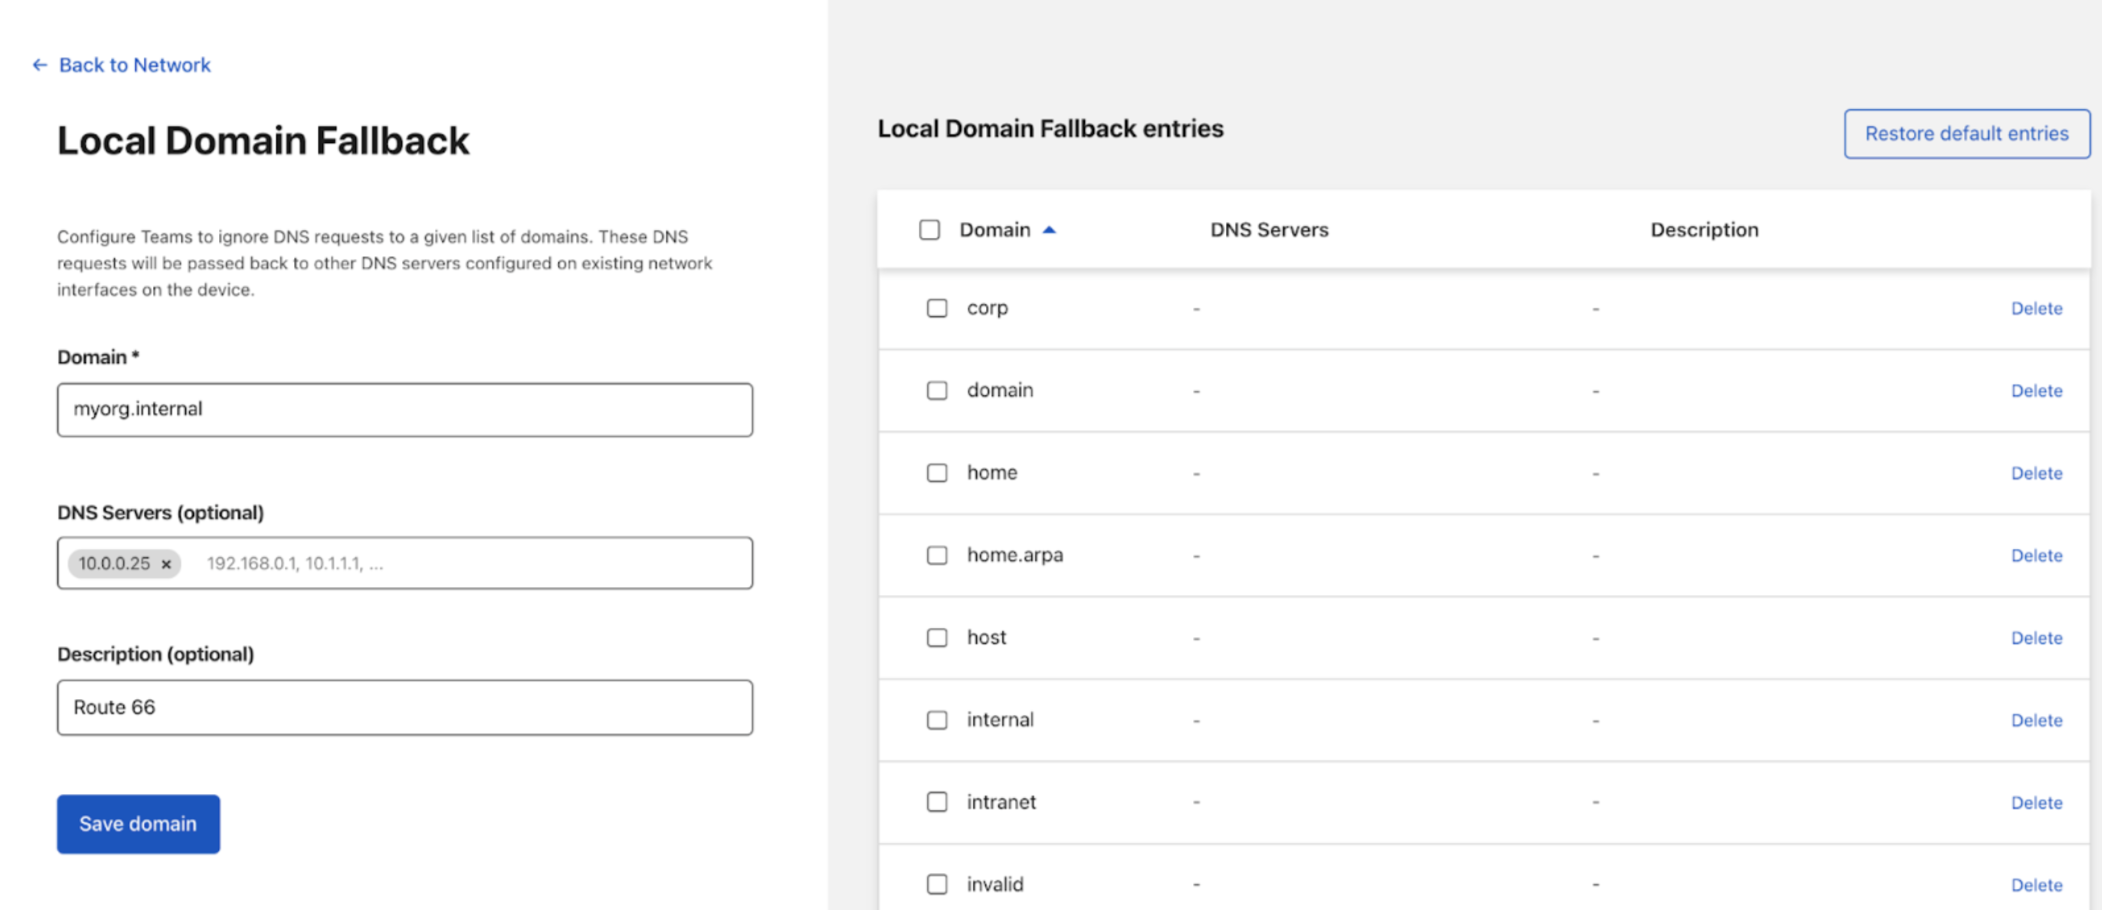 ← Back to Network
Local Domain Fallback
Configure Teams to ignore DNS requests to a given list of domains. These DNS
requests will be passed back to other DNS servers configured on existing network
interfaces on the device.
Domain *
myorg.internal
DNS Servers (optional)
10.0.0.25 × 192.168.0.1, 10.1.1.1, ...
Description (optional)
Route 66
Save domain
Local Domain Fallback entries
Restore default entries
Domain DNS Servers Description
corp - - Delete
domain - - Delete
home - - Delete
home.arpa - - Delete
host - - Delete
internal - - Delete
intranet - - Delete
invalid - - Delete